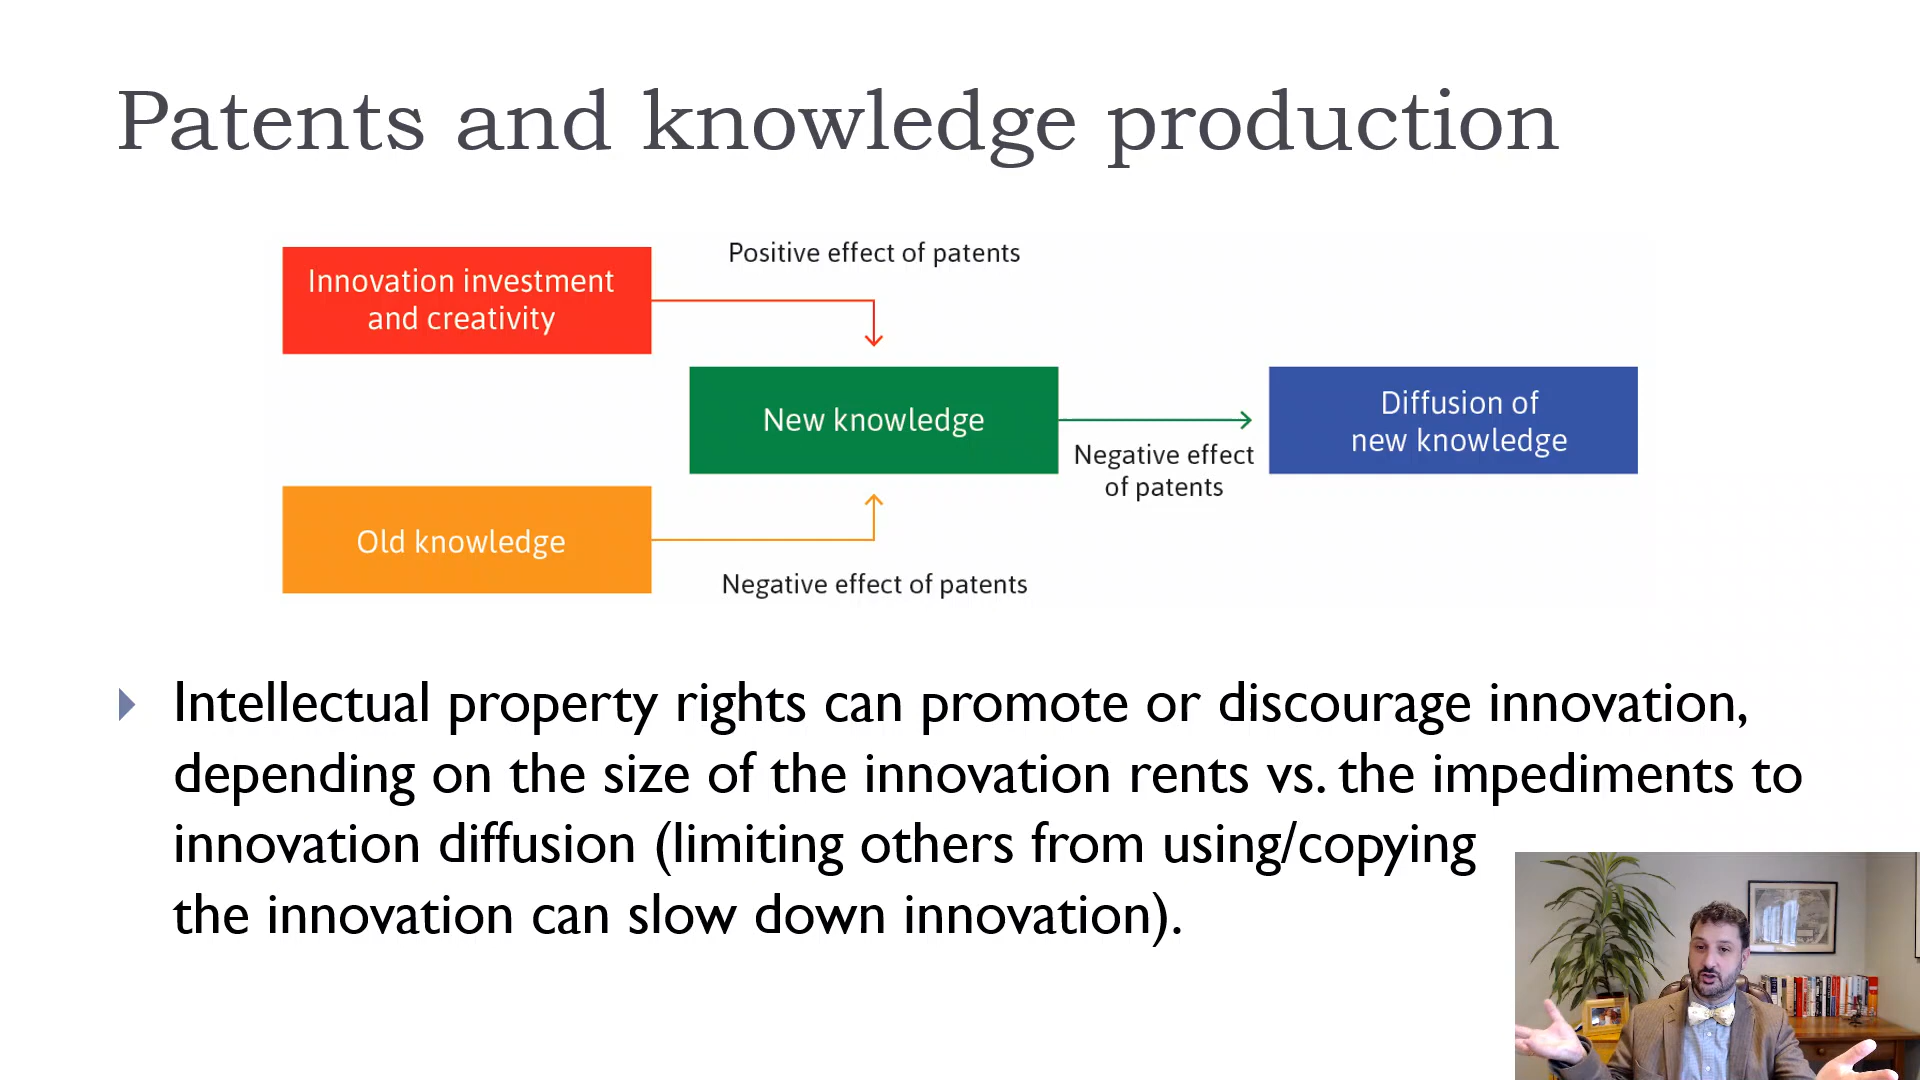 Patents and knowledge production
Positive effect of patents
Innovation investment
and creativity
New knowledge
Diffusion of
new knowledge
Negative effect
of patents
Old knowledge
Negative effect of patents
Intellectual property rights can promote or discourage innovation,
depending on the size of the innovation rents vs. the impediments to
innovation diffusion (limiting others from using/copying
the innovation can slow down innovation).